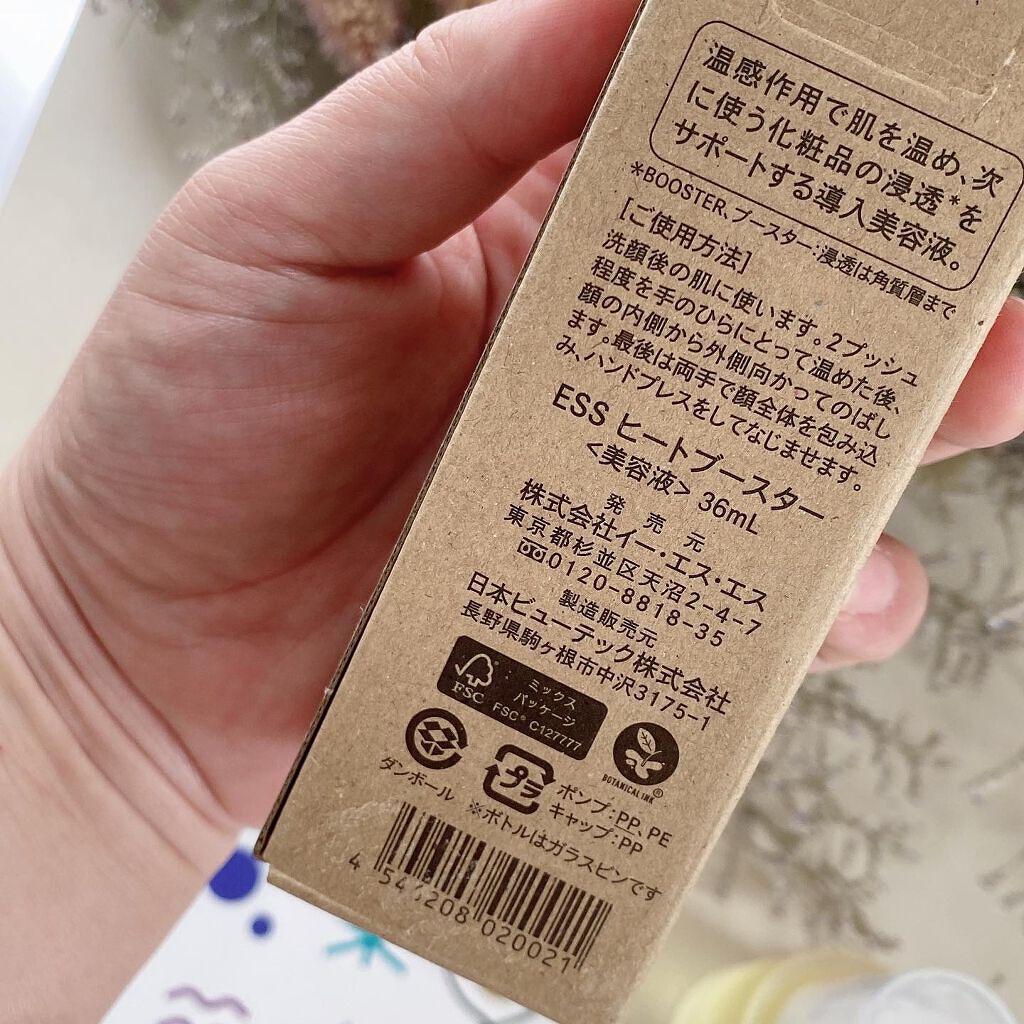 温感作用で肌を温め、次
に使う化粧品の浸透*を
サポートする導入美容液。
*BOOSTER、ブースター：浸透は角質層まで
[ご使用方法]
洗顔後の肌に使います。2プッシュ
程度を手のひらにとって温めた後、
顔の内側から外側向かってのばし
ます。最後は両手で顔全体を包み込
み、ハンドプレスをしてなじませます。
ESS ヒートブースター
<美容液> 36mL
発売元
株式会社イー・エス・エス
東京都杉並区天沼2-4-7
0120-8818-35
製造販売元
日本ビューテック株式会社
長野県駒ヶ根市中沢3175-1
FSC
ミックス
パッケージ
FSC® C127777
BOTANICAL INK®
ダンボール
プラ
ポンプ:PP、PE
キャップ:PP
※ボトルはガラスビンです